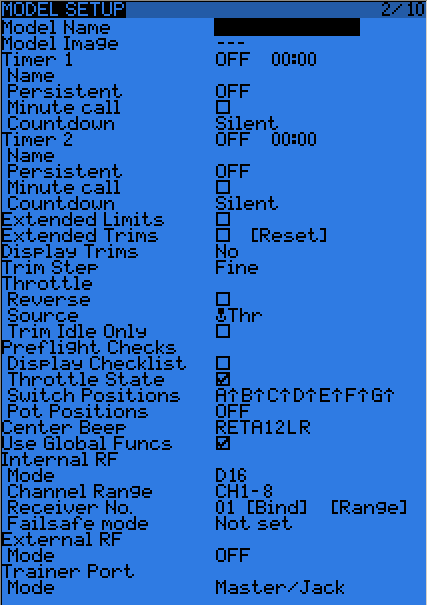 MODEL SETUP 2/10
Model Name
Model Image ---
Timer 1 OFF 00:00
Name
Persistent OFF
Minute call
Countdown Silent
Timer 2 OFF 00:00
Name
Persistent OFF
Minute call
Countdown Silent
Extended Limits
Extended Trims [Reset]
Display Trims No
Trim Step Fine
Throttle
Reverse
Source Thr
Trim Idle Only
Preflight Checks
Display Checklist
Throttle State
Switch Positions A↑B↑C↑D↑E↑F↑G↑
Pot Positions OFF
Center Beep RETA12LR
Use Global Funcs
Internal RF
Mode D16
Channel Range CH1-8
Receiver No. 01 [Bind] [Range]
Failsafe mode Not set
External RF
Mode OFF
Trainer Port
Mode Master/Jack